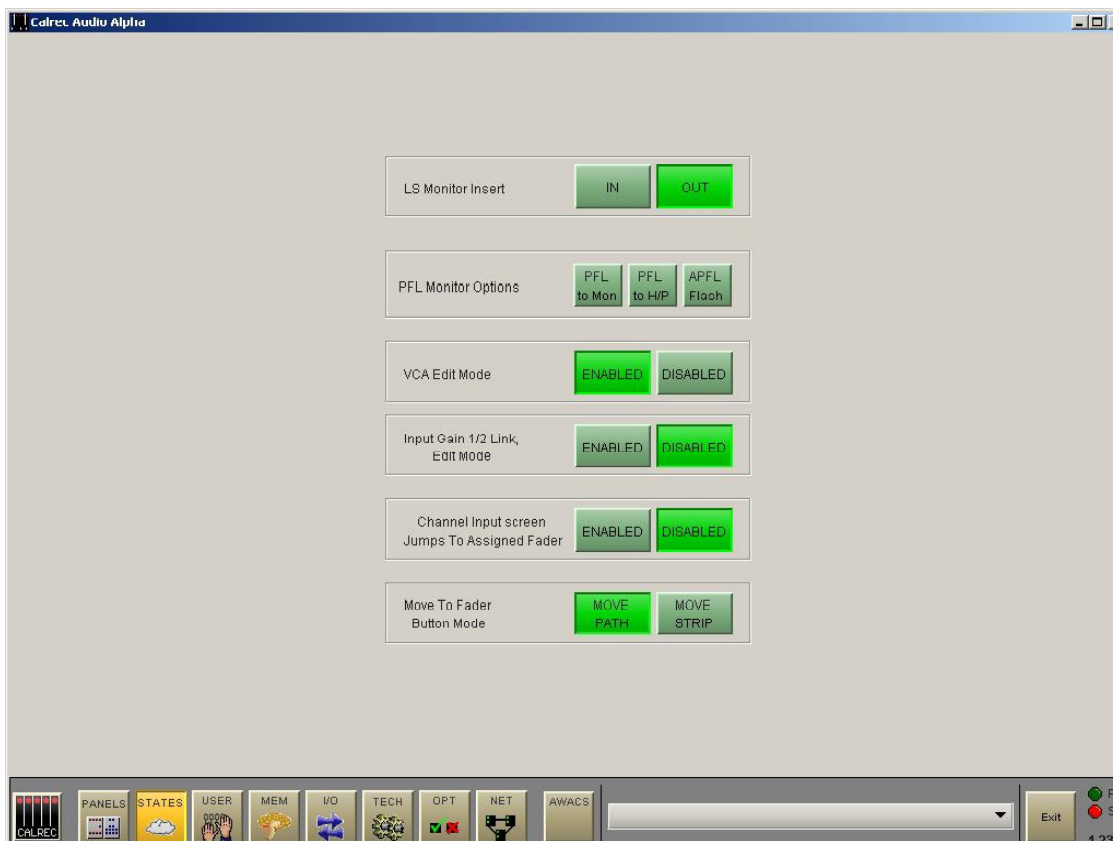 Calrec Audio Alpha
LS Monitor Insert
IN
OUT
PFL Monitor Options
PFL
to Mon
PFL
to H/P
APFL
Flash
VCA Edit Mode
ENABLED
DISABLED
Input Gain 1/2 Link,
Edit Mode
ENABLED
DISABLED
Channel Input screen
Jumps To Assigned Fader
ENABLED
DISABLED
Move To Fader
Button Mode
MOVE
PATH
MOVE
STRIP
CALREC
PANELS
STATES
USER
MEM
I/O
TECH
OPT
NET
AWACS
Exit